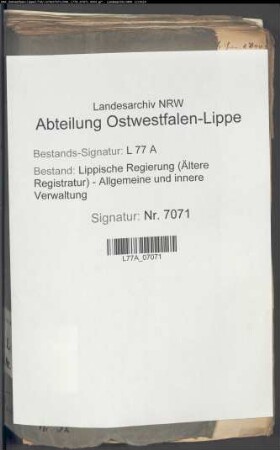 Landesarchiv NRW
Abteilung Ostwestfalen-Lippe
Bestands-Signatur: L 77 A
Bestand: Lippische Regierung (Ältere
Registratur) - Allgemeine und innere
Verwaltung
Signatur: Nr. 7071
L77A_07071